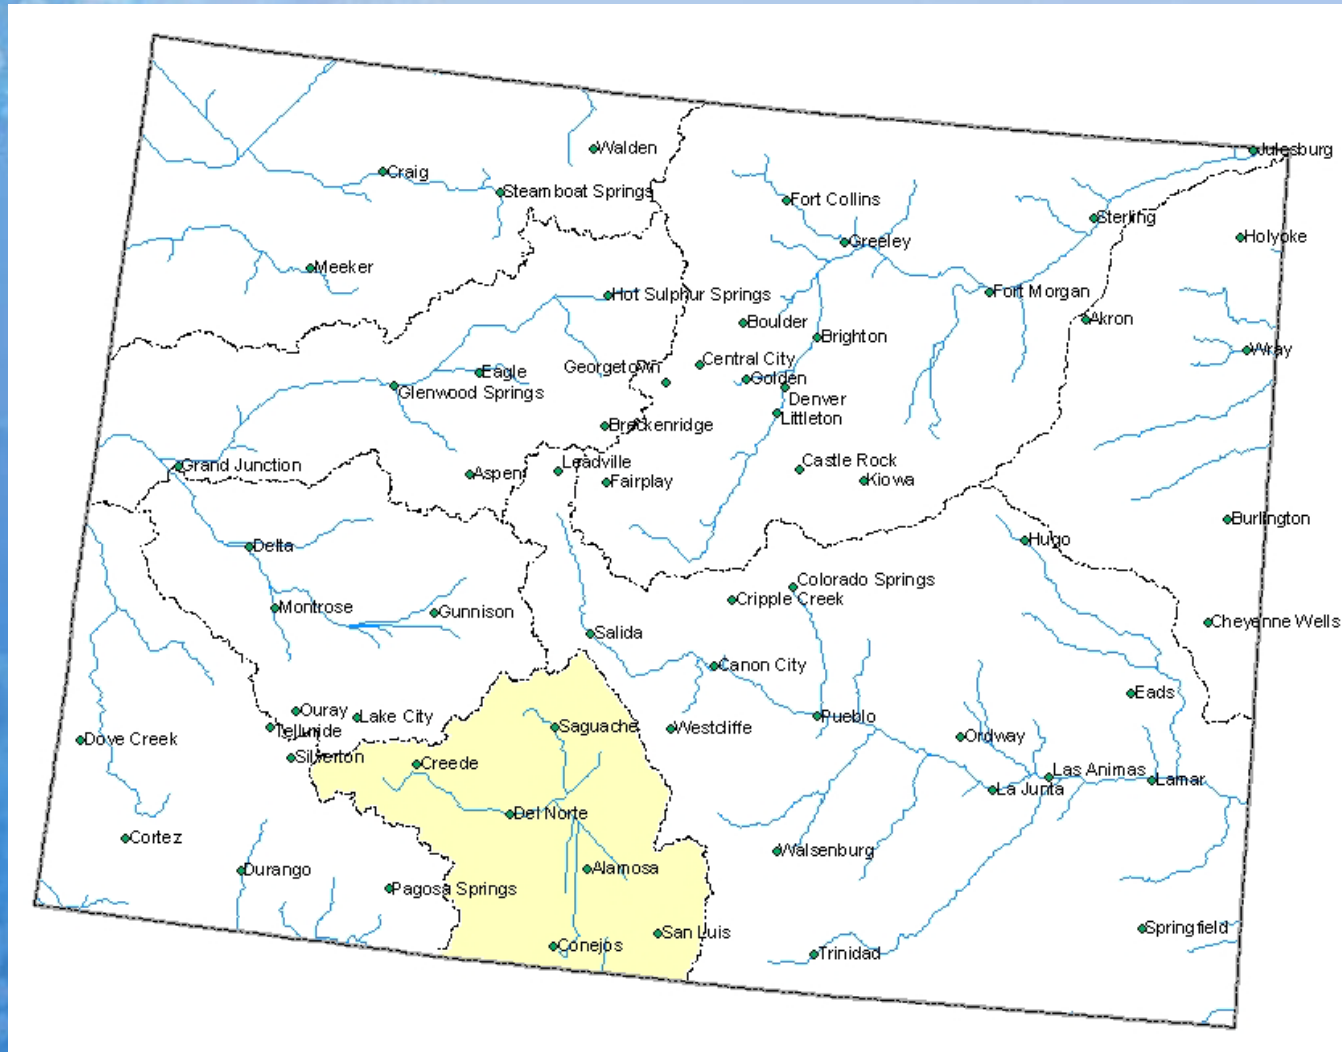 Julesburg
Walden
Craig
Steamboat Springs
Fort Collins
Sterling
Holyoke
Greeley
Meeker
Hot Sulphur Springs
Fort Morgan
Boulder
Akron
Brighton
Wray
Central City
Georgetown
Eagle
Golden
Glenwood Springs
Denver
Littleton
Breckenridge
Castle Rock
Leadville
Grand Junction
Aspen
Fairplay
Kiowa
Burlington
Hugo
Delta
Colorado Springs
Cripple Creek
Montrose
Gunnison
Cheyenne Wells
Salida
Canon City
Eads
Ouray
Lake City
Pueblo
Saguache
Westcliffe
Telluride
Ordway
Dove Creek
Silverton
Creede
Las Animas
Lamar
La Junta
Del Norte
Cortez
Walsenburg
Alamosa
Durango
Pagosa Springs
Springfield
San Luis
Conejos
Trinidad